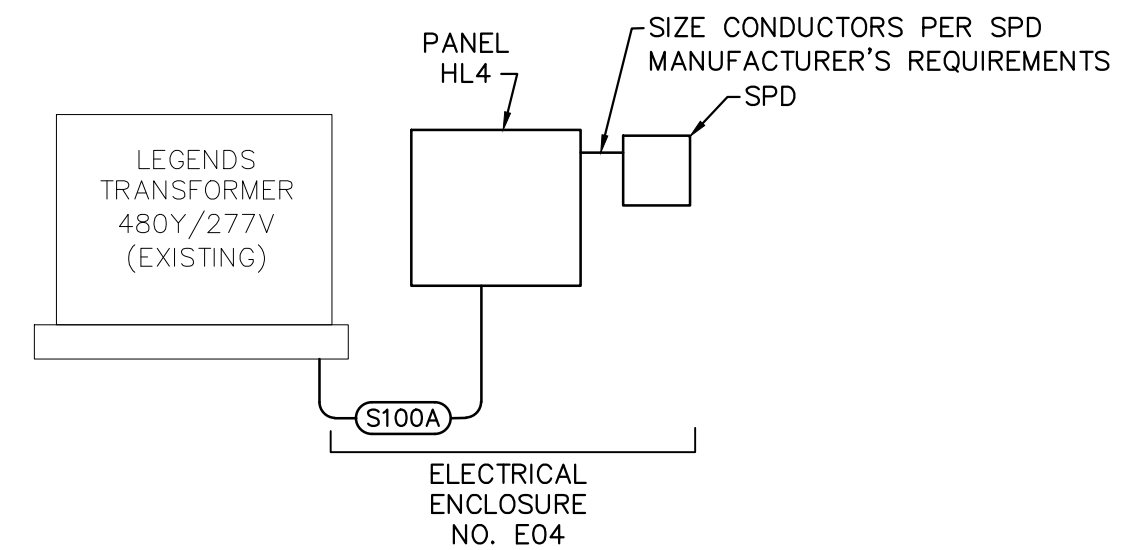 SIZE CONDUCTORS PER SPD
MANUFACTURER'S REQUIREMENTS
PANEL
HL4
SPD
LEGENDS
TRANSFORMER
480Y/277V
(EXISTING)
S100A
ELECTRICAL
ENCLOSURE
NO. E04